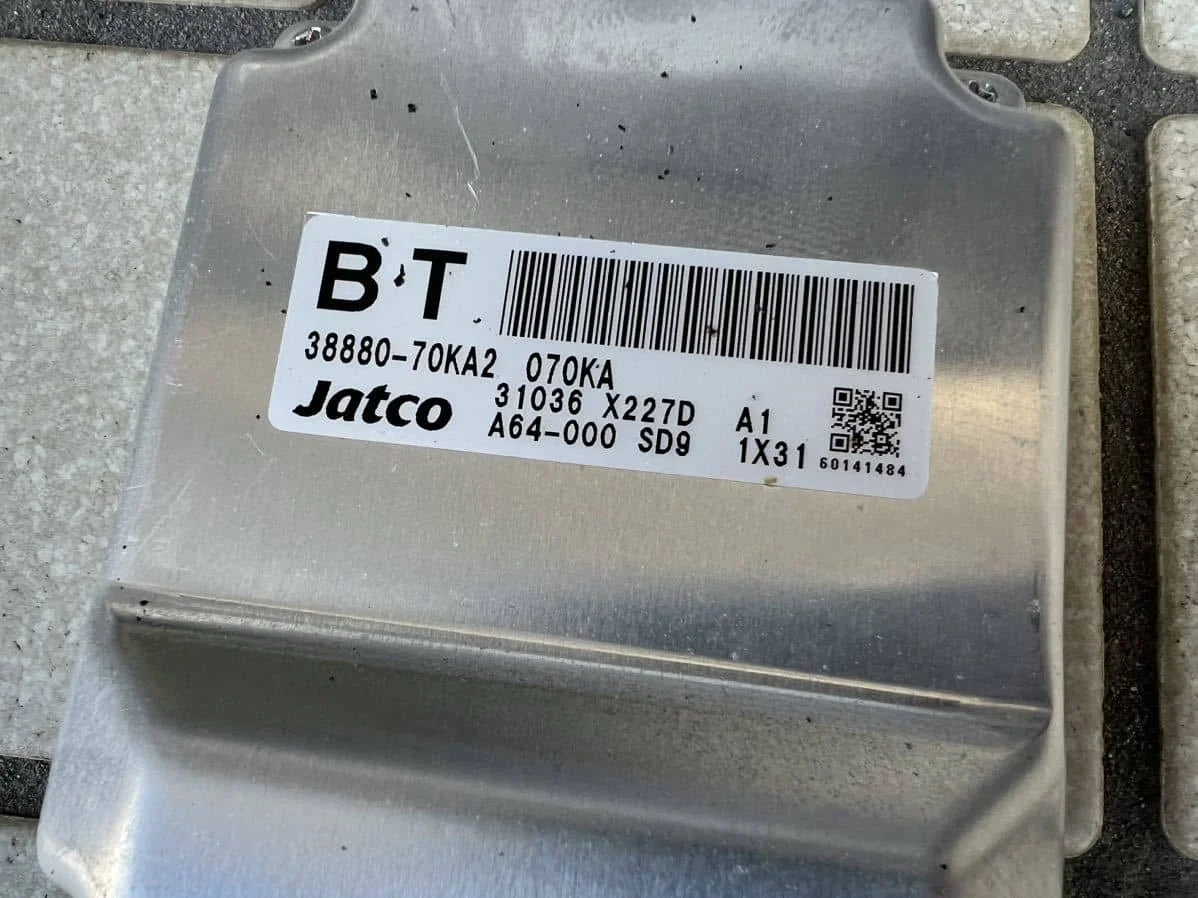 BT
38880-70KA2 070KA
Jatco 31036 X227D A1
A64-000 SD9 1X31 60141484